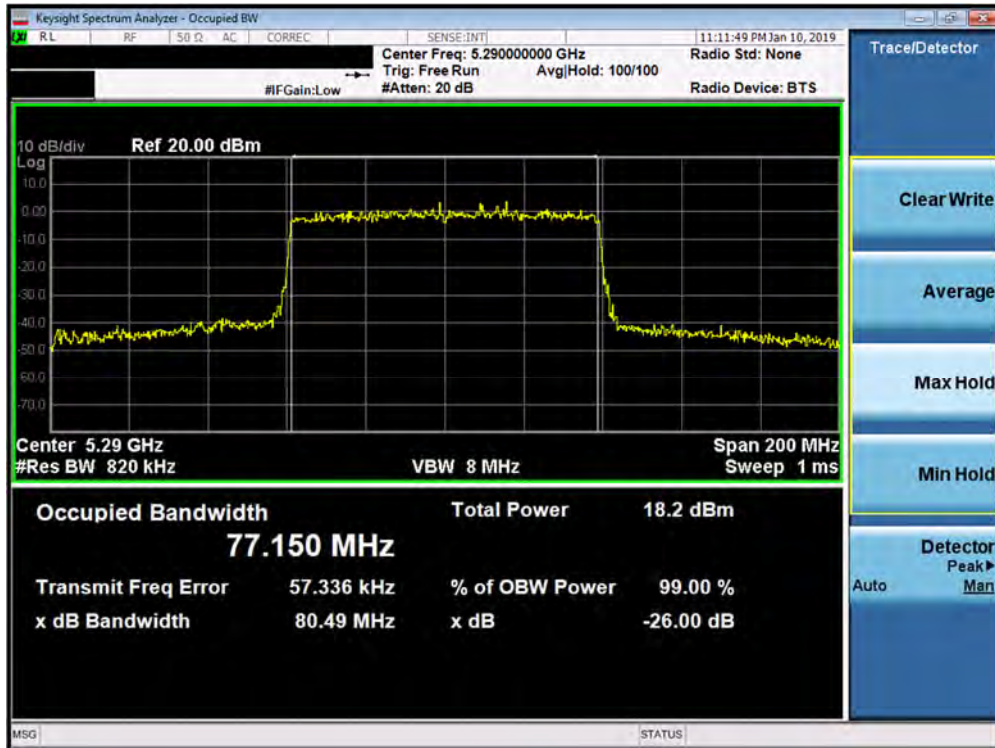 Keysight Spectrum Analyzer - Occupied BW
LXI RL RF 50 Ω AC CORREC SENSE:INT 11:11:49 PM Jan 10, 2019
Center Freq: 5.290000000 GHz Radio Std: None
Trig: Free Run Avg|Hold: 100/100
#IFGain:Low #Atten: 20 dB Radio Device: BTS
10 dB/div Ref 20.00 dBm
Log
10.0
0.00
-10.0
-20.0
-30.0
-40.0
-50.0
-60.0
-70.0
Center 5.29 GHz Span 200 MHz
#Res BW 820 kHz VBW 8 MHz Sweep 1 ms
Occupied Bandwidth Total Power 18.2 dBm
77.150 MHz
Transmit Freq Error 57.336 kHz % of OBW Power 99.00 %
x dB Bandwidth 80.49 MHz x dB -26.00 dB
MSG STATUS
Trace/Detector
Clear Write
Average
Max Hold
Min Hold
Detector
Peak▶
Auto Man